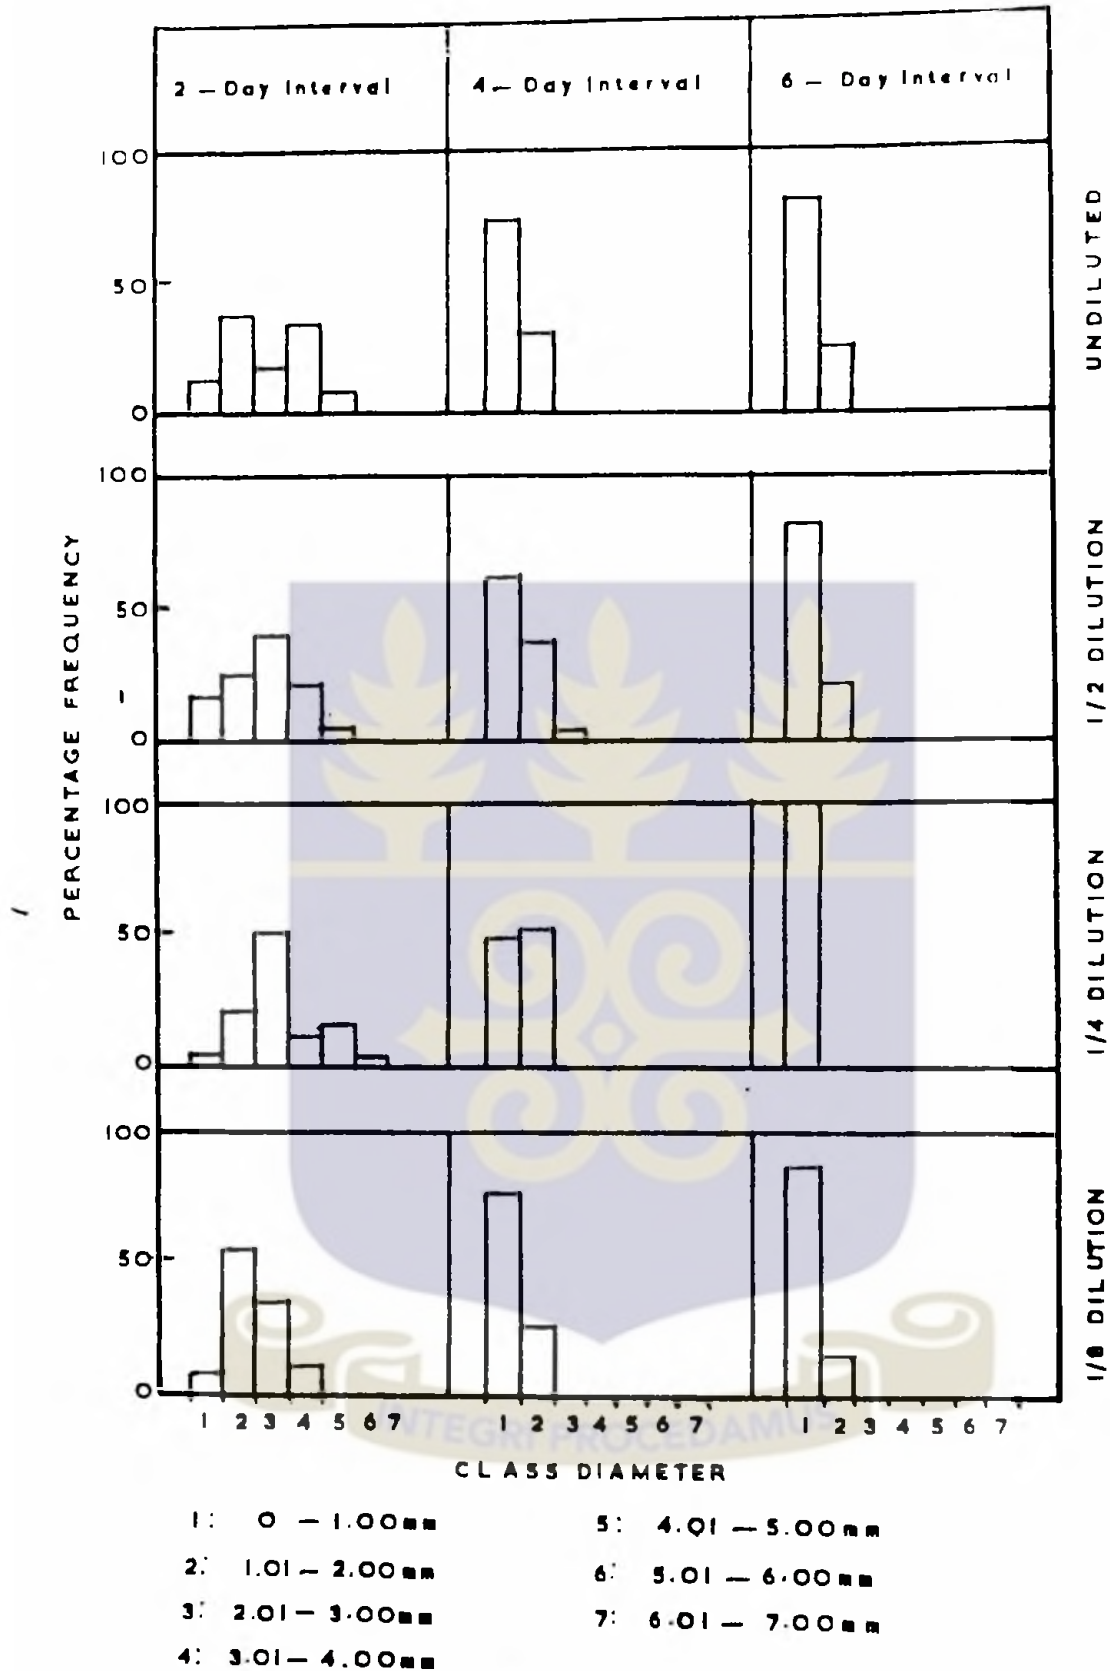 2 – Day Interval 4 – Day Interval 6 – Day Interval
100
50
0
UNDILUTED
100
50
0
1/2 DILUTION
PERCENTAGE FREQUENCY
100
50
0
1/4 DILUTION
100
50
0
1/8 DILUTION
1 2 3 4 5 6 7 1 2 3 4 5 6 7 1 2 3 4 5 6 7
INTEGRI PROCEDAMUS
CLASS DIAMETER
1: 0 – 1.00mm 5: 4.01 – 5.00mm
2: 1.01 – 2.00mm 6: 5.01 – 6.00mm
3: 2.01 – 3.00mm 7: 6.01 – 7.00mm
4: 3.01 – 4.00mm